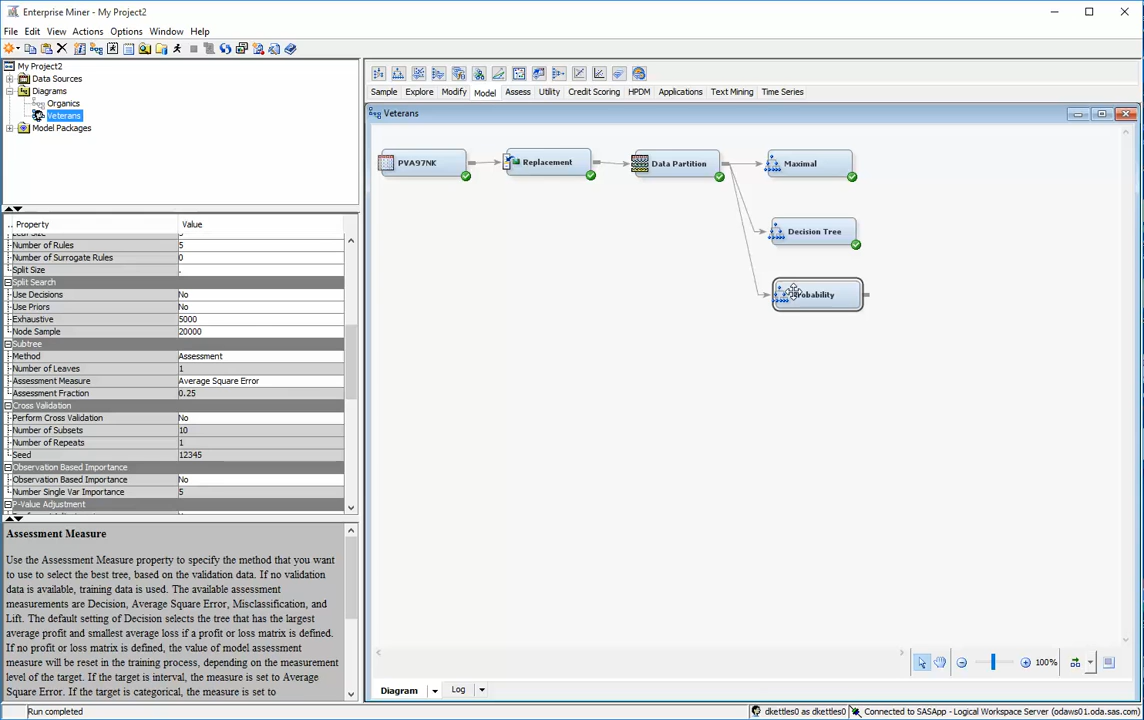 Enterprise Miner - My Project2
File Edit View Actions Options Window Help
My Project2
Data Sources
Diagrams
Organics
Veterans
Model Packages
Sample Explore Modify Model Assess Utility Credit Scoring HPDM Applications Text Mining Time Series
Veterans
PVA97NK
Replacement
Data Partition
Maximal
Decision Tree
Probability
.. Property Value
Number of Rules 5
Number of Surrogate Rules 0
Split Size .
Split Search
Use Decisions No
Use Priors No
Exhaustive 5000
Node Sample 20000
Subtree
Method Assessment
Number of Leaves 1
Assessment Measure Average Square Error
Assessment Fraction 0.25
Cross Validation
Perform Cross Validation No
Number of Subsets 10
Number of Repeats 1
Seed 12345
Observation Based Importance
Observation Based Importance No
Number Single Var Importance 5
P-Value Adjustment
Assessment Measure
Use the Assessment Measure property to specify the method that you want
to use to select the best tree, based on the validation data. If no validation
data is available, training data is used. The available assessment
measurements are Decision, Average Square Error, Misclassification, and
Lift. The default setting of Decision selects the tree that has the largest
average profit and smallest average loss if a profit or loss matrix is defined.
If no profit or loss matrix is defined, the value of model assessment
measure will be reset in the training process, depending on the measurement
level of the target. If the target is interval, the measure is set to Average
Square Error. If the target is categorical, the measure is set to
100%
Diagram Log
Run completed
dkettles0 as dkettles0 Connected to SASApp - Logical Workspace Server (odaws01.oda.sas.com)